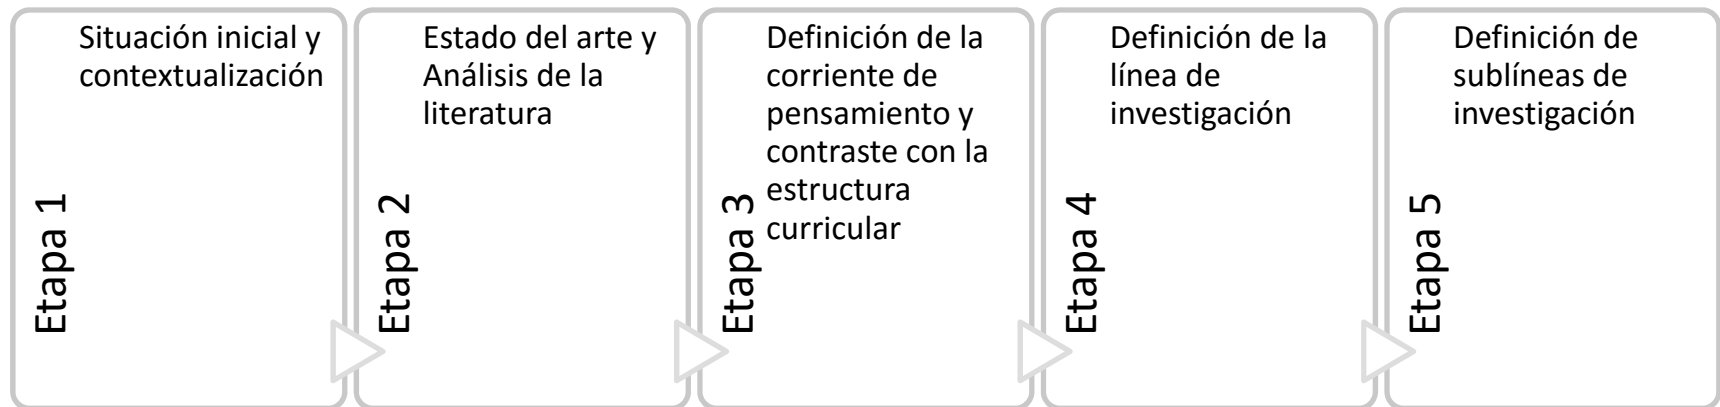 Etapa 1
Situación inicial y
contextualización
Etapa 2
Estado del arte y
Análisis de la
literatura
Etapa 3
Definición de la
corriente de
pensamiento y
contraste con la
estructura
curricular
Etapa 4
Definición de la
línea de
investigación
Etapa 5
Definición de
sublíneas de
investigación